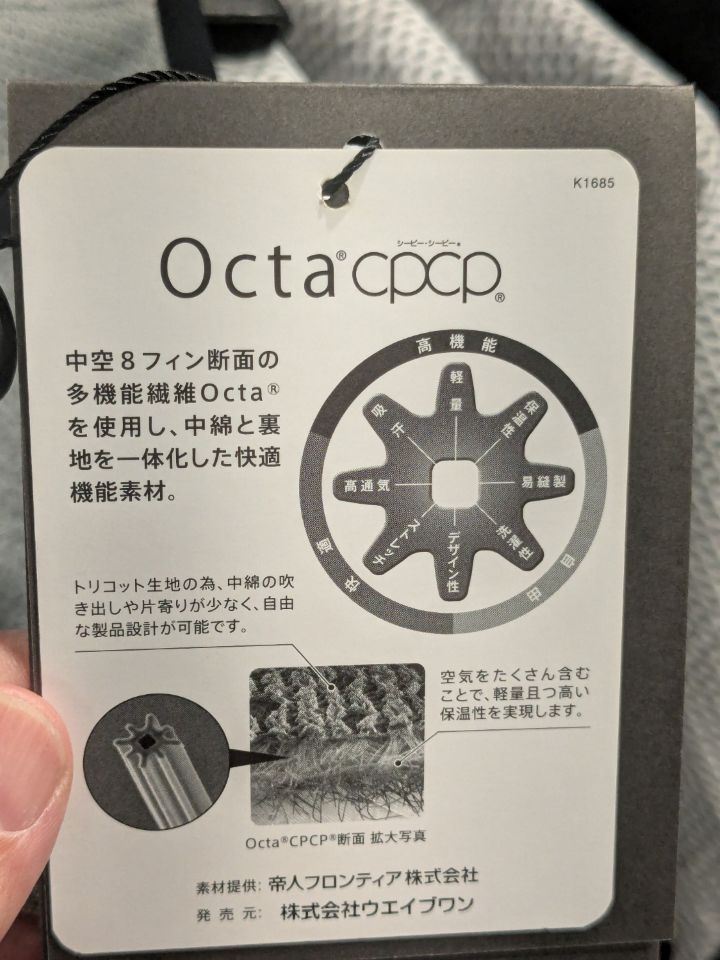 K1685
シーピー・シーピー®
Octa® cpcp®
中空8フィン断面の
多機能繊維Octa®
を使用し、中綿と裏
地を一体化した快適
機能素材。
高機能
自由
快適
軽量
保温性
易縫製
洗濯性
デザイン性
ストレッチ
高通気
吸汗
トリコット生地の為、中綿の吹
き出しや片寄りが少なく、自由
な製品設計が可能です。
空気をたくさん含む
ことで、軽量且つ高い
保温性を実現します。
Octa®CPCP®断面 拡大写真
素材提供: 帝人フロンティア株式会社
発売元: 株式会社ウエイブワン